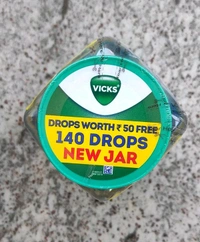 VICKS
DROPS WORTH ₹ 50 FREE
140 DROPS
NEW JAR